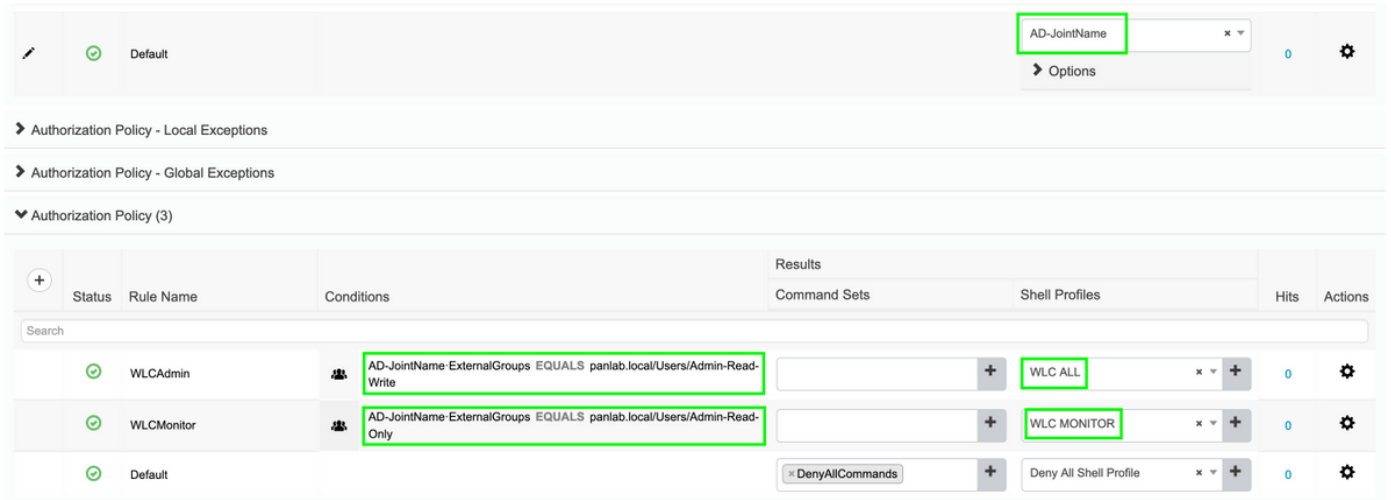 AD-JointName
Default
0
Options
Authorization Policy - Local Exceptions
Authorization Policy - Global Exceptions
Authorization Policy (3)
Results
Status Rule Name Conditions Command Sets Shell Profiles Hits Actions
Search
WLCAdmin
AD-JointName·ExternalGroups EQUALS panlab.local/Users/Admin-Read-
Write
WLC ALL
0
WLCMonitor
AD-JointName·ExternalGroups EQUALS panlab.local/Users/Admin-Read-
Only
WLC MONITOR
0
Default
DenyAllCommands
Deny All Shell Profile
0